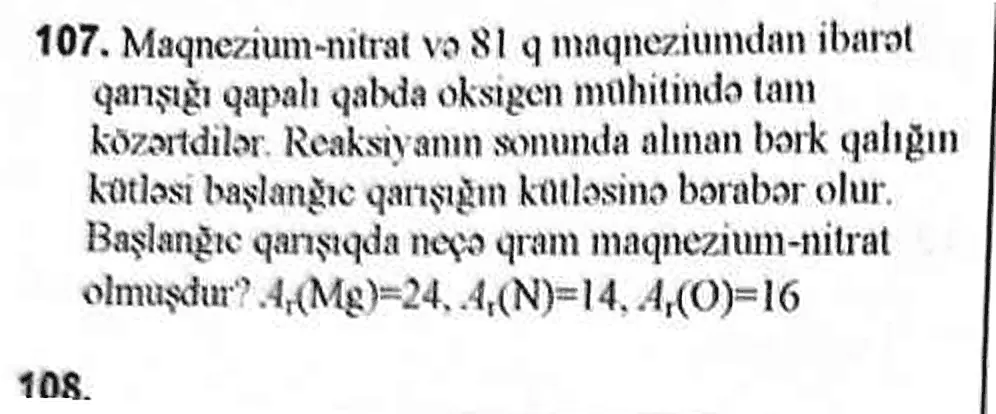 107. Maqnezium-nitrat və 81 q maqneziumdan ibarət
qarışığı qapalı qabda oksigen mühitində tam
közərtdilər. Reaksiyanın sonunda alınan bərk qalığın
kütləsi başlanğıc qarışığın kütləsinə bərabər olur.
Başlanğıc qarışıqda neçə qram maqnezium-nitrat
olmuşdur? Aᵣ(Mg)=24, Aᵣ(N)=14, Aᵣ(O)=16
108.